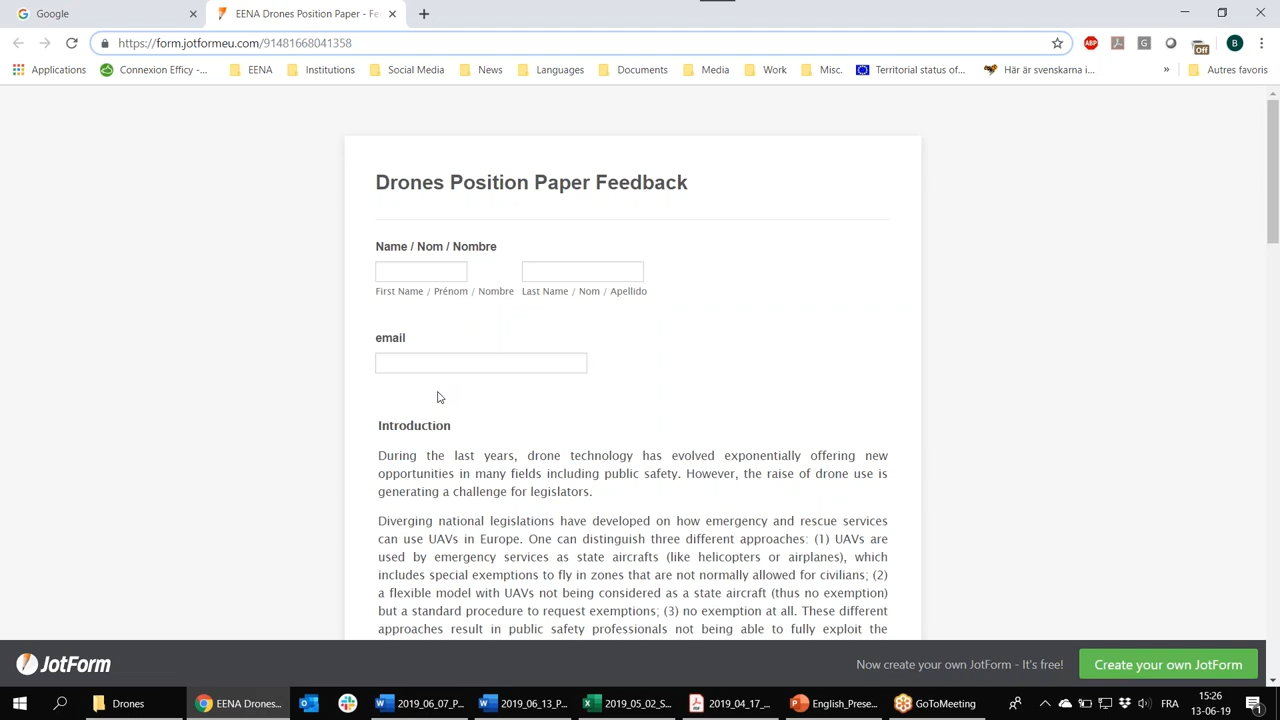 Google
EENA Drones Position Paper - Fe
https://form.jotformeu.com/91481668041358
ABP
G
Off
B
Applications
Connexion Efficy -...
EENA
Institutions
Social Media
News
Languages
Documents
Media
Work
Misc.
Territorial status of...
Här är svenskarna i...
»
Autres favoris
Drones Position Paper Feedback
Name / Nom / Nombre
First Name / Prénom / Nombre
Last Name / Nom / Apellido
email
Introduction
During the last years, drone technology has evolved exponentially offering new
opportunities in many fields including public safety. However, the raise of drone use is
generating a challenge for legislators.
Diverging national legislations have developed on how emergency and rescue services
can use UAVs in Europe. One can distinguish three different approaches: (1) UAVs are
used by emergency services as state aircrafts (like helicopters or airplanes), which
includes special exemptions to fly in zones that are not normally allowed for civilians; (2)
a flexible model with UAVs not being considered as a state aircraft (thus no exemption)
but a standard procedure to request exemptions; (3) no exemption at all. These different
approaches result in public safety professionals not being able to fully exploit the
JotForm
Now create your own JotForm - It's free!
Create your own JotForm
Drones
EENA Drones...
2019_06_07_P...
2019_06_13_P...
2019_05_02_S...
2019_04_17_...
English_Prese...
GoToMeeting
FRA
15:26
13-06-19
1